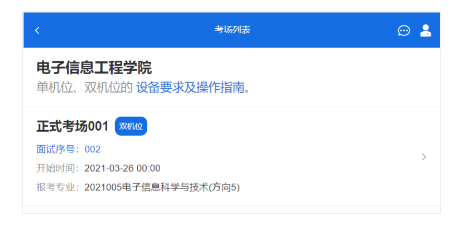 考场列表
电子信息工程学院
单机位、双机位的 设备要求及操作指南。
正式考场001 双机位
面试序号：002
开始时间：2021-03-26 00:00
报考专业：2021005电子信息科学与技术(方向5)